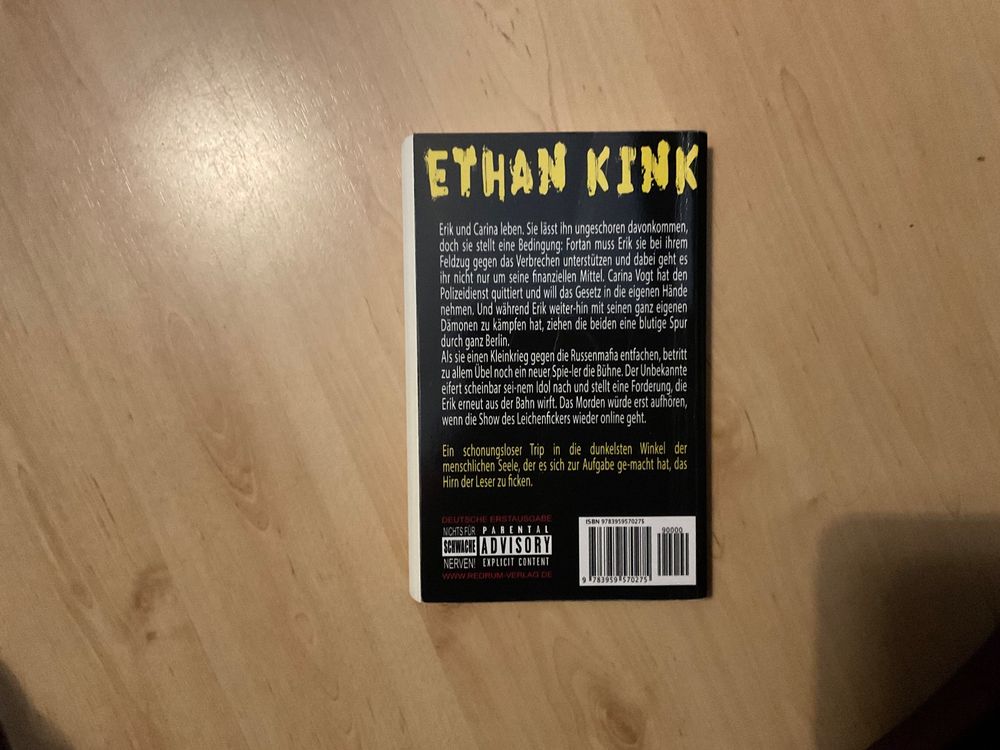 ETHAN KINK
Erik und Carina leben. Sie lässt ihn ungeschoren davonkommen,
doch sie stellt eine Bedingung: Fortan muss Erik sie bei ihrem
Feldzug gegen das Verbrechen unterstützen und dabei geht es
ihr nicht nur um seine finanziellen Mittel. Carina Vogt hat den
Polizeidienst quittiert und will das Gesetz in die eigenen Hände
nehmen. Und während Erik weiter-hin mit seinen ganz eigenen
Dämonen zu kämpfen hat, ziehen die beiden eine blutige Spur
durch ganz Berlin.
Als sie einen Kleinkrieg gegen die Russenmafia entfachen, betritt
zu allem Übel noch ein neuer Spie-ler die Bühne. Der Unbekannte
eifert scheinbar sei-nem Idol nach und stellt eine Forderung, die
Erik erneut aus der Bahn wirft. Das Morden würde erst aufhören,
wenn die Show des Leichenfickers wieder online geht.
Ein schonungsloser Trip in die dunkelsten Winkel der
menschlichen Seele, der es sich zur Aufgabe ge-macht hat, das
Hirn der Leser zu ficken.
DEUTSCHE ERSTAUSGABE
NICHTS FÜR
SCHWACHE
NERVEN!
PARENTAL
ADVISORY
EXPLICIT CONTENT
WWW.REDRUM-VERLAG.DE
ISBN 9783959570275
90000
9 783959 570275